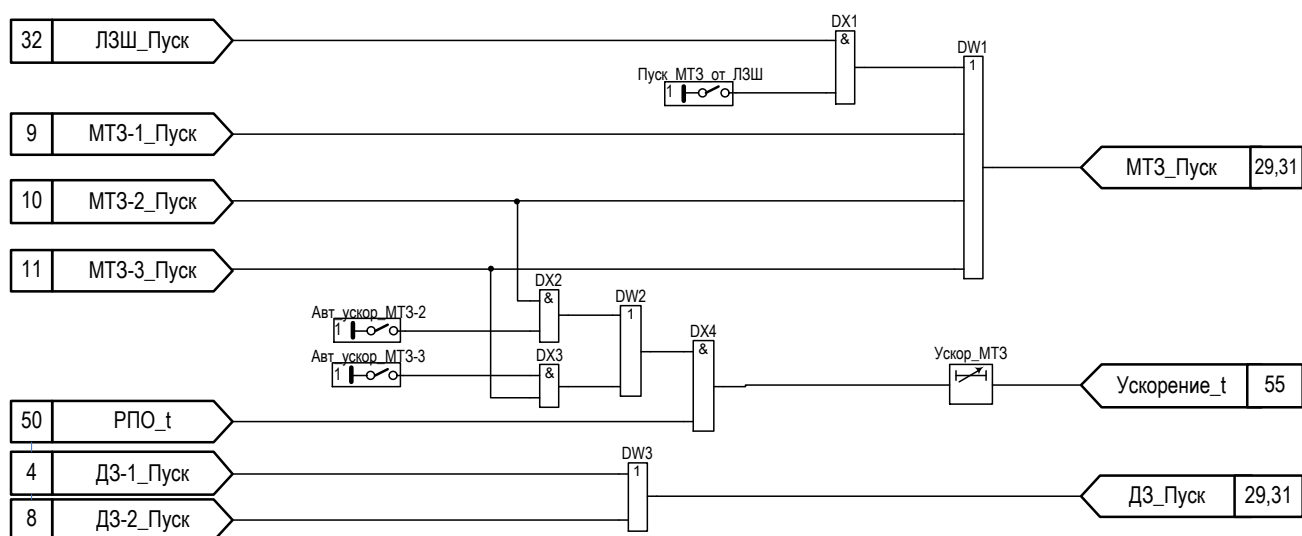 DX1
32 ЛЗШ_Пуск
&
DW1
1
Пуск_МТЗ_от_ЛЗШ
1
9 МТЗ-1_Пуск
МТЗ_Пуск 29,31
10 МТЗ-2_Пуск
11 МТЗ-3_Пуск
DX2
&
DW2
1
Авт_ускор_МТЗ-2
1
DX4
&
Авт_ускор_МТЗ-3
1
DX3
&
Ускор_МТЗ
Ускорение_t 55
50 РПО_t
DW3
1
4 ДЗ-1_Пуск
ДЗ_Пуск 29,31
8 ДЗ-2_Пуск